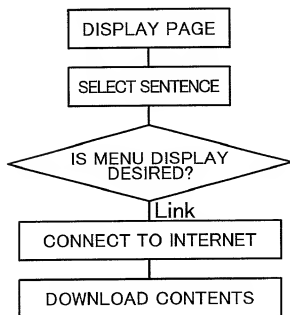 DISPLAY PAGE
SELECT SENTENCE
IS MENU DISPLAY
DESIRED?
Link
CONNECT TO INTERNET
DOWNLOAD CONTENTS